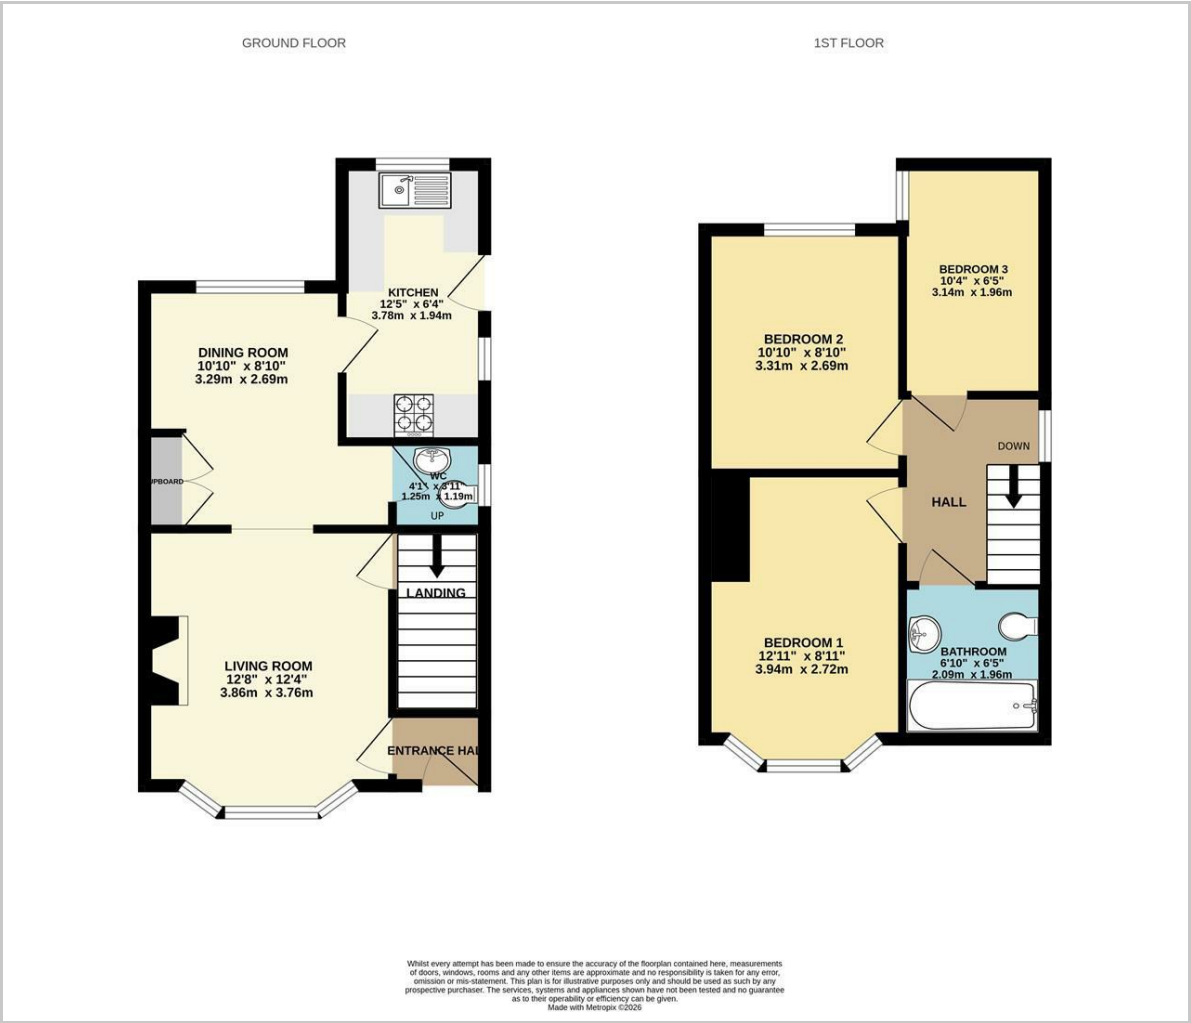 GROUND FLOOR
1ST FLOOR
KITCHEN
12'5" x 6'4"
3.78m x 1.94m
DINING ROOM
10'10" x 8'10"
3.29m x 2.69m
UPBOARD
WC
4'1" x 3'11"
1.25m x 1.19m
UP
LANDING
LIVING ROOM
12'8" x 12'4"
3.86m x 3.76m
ENTRANCE HAL
BEDROOM 3
10'4" x 6'5"
3.14m x 1.96m
BEDROOM 2
10'10" x 8'10"
3.31m x 2.69m
DOWN
HALL
BEDROOM 1
12'11" x 8'11"
3.94m x 2.72m
BATHROOM
6'10" x 6'5"
2.09m x 1.96m
Whilst every attempt has been made to ensure the accuracy of the floorplan contained here, measurements
of doors, windows, rooms and any other items are approximate and no responsibility is taken for any error,
omission or mis-statement. This plan is for illustrative purposes only and should be used as such by any
prospective purchaser. The services, systems and appliances shown have not been tested and no guarantee
as to their operability or efficiency can be given.
Made with Metropix ©2026